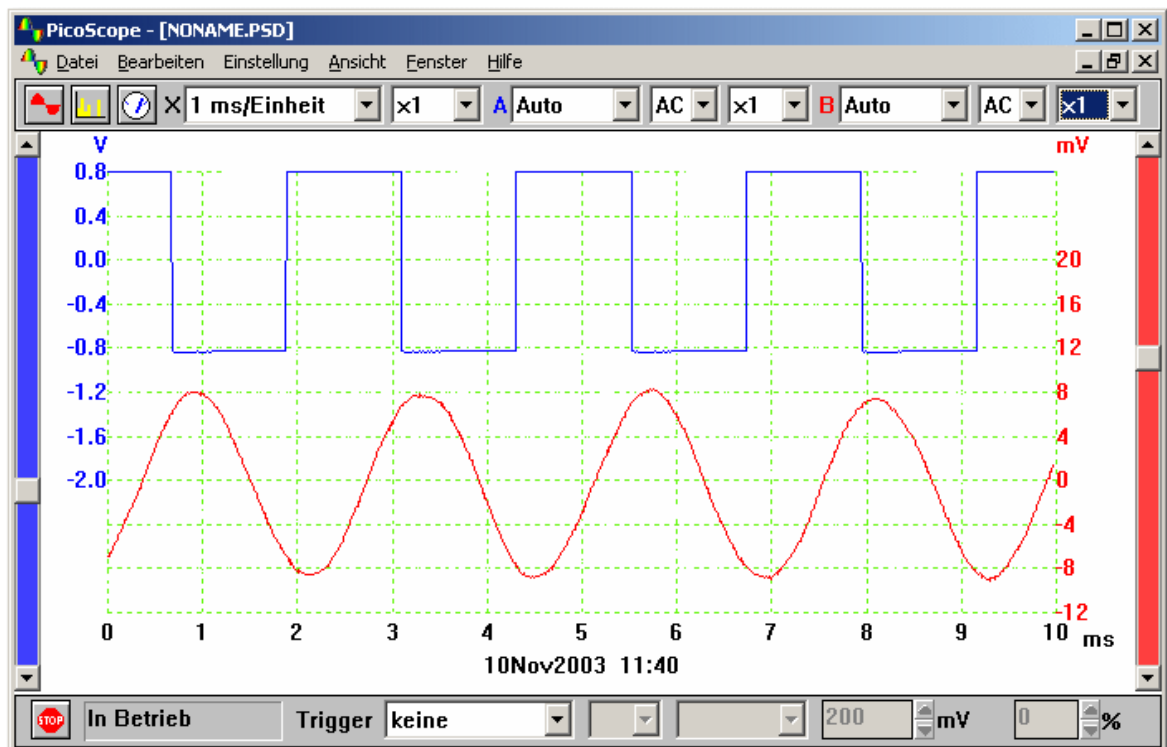 PicoScope - [NONAME.PSD]
Datei Bearbeiten Einstellung Ansicht Fenster Hilfe
X 1 ms/Einheit x1 A Auto AC x1 B Auto AC x1
V mV
0.8
0.4
0.0 20
-0.4 16
-0.8 12
-1.2 8
-1.6 4
-2.0 0
-4
-8
-12
0 1 2 3 4 5 6 7 8 9 10 ms
10Nov2003 11:40
STOP In Betrieb Trigger keine 200 mV 0 %